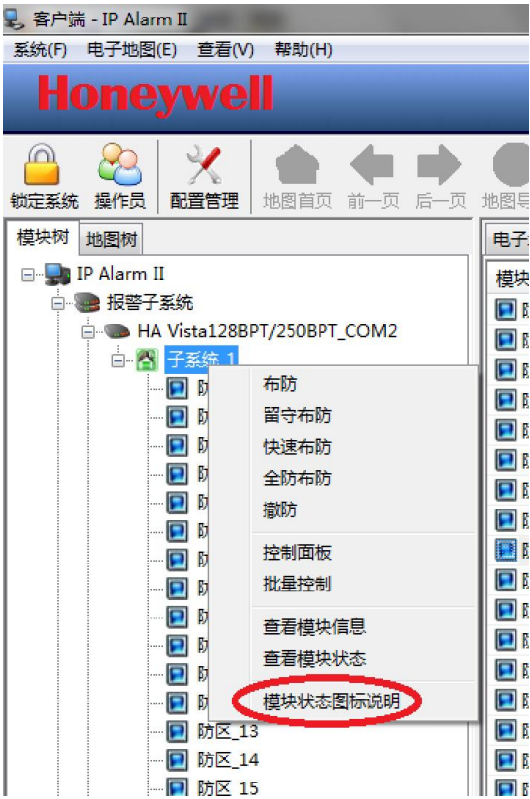 客户端 - IP Alarm II
系统(F) 电子地图(E) 查看(V) 帮助(H)
Honeywell
锁定系统 操作员 配置管理 地图首页 前一页 后一页 地图导
模块树 地图树
电子
模块
IP Alarm II
报警子系统
HA Vista128BPT/250BPT_COM2
子系统_1
布防
留守布防
快速布防
全防布防
撤防
控制面板
批量控制
查看模块信息
查看模块状态
模块状态图标说明
防区_13
防区_14
防区_15